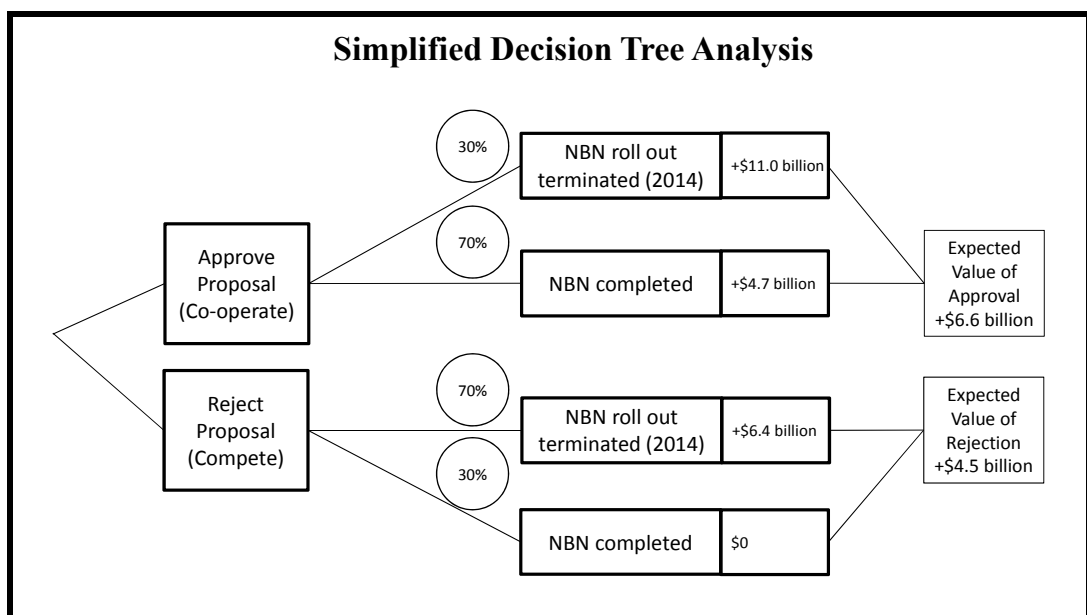 Simplified Decision Tree Analysis
30%
NBN roll out
terminated (2014)
+$11.0 billion
70%
NBN completed
+$4.7 billion
Approve
Proposal
(Co-operate)
Expected
Value of
Approval
+$6.6 billion
70%
NBN roll out
terminated (2014)
+$6.4 billion
Reject
Proposal
(Compete)
30%
NBN completed
$0
Expected
Value of
Rejection
+$4.5 billion